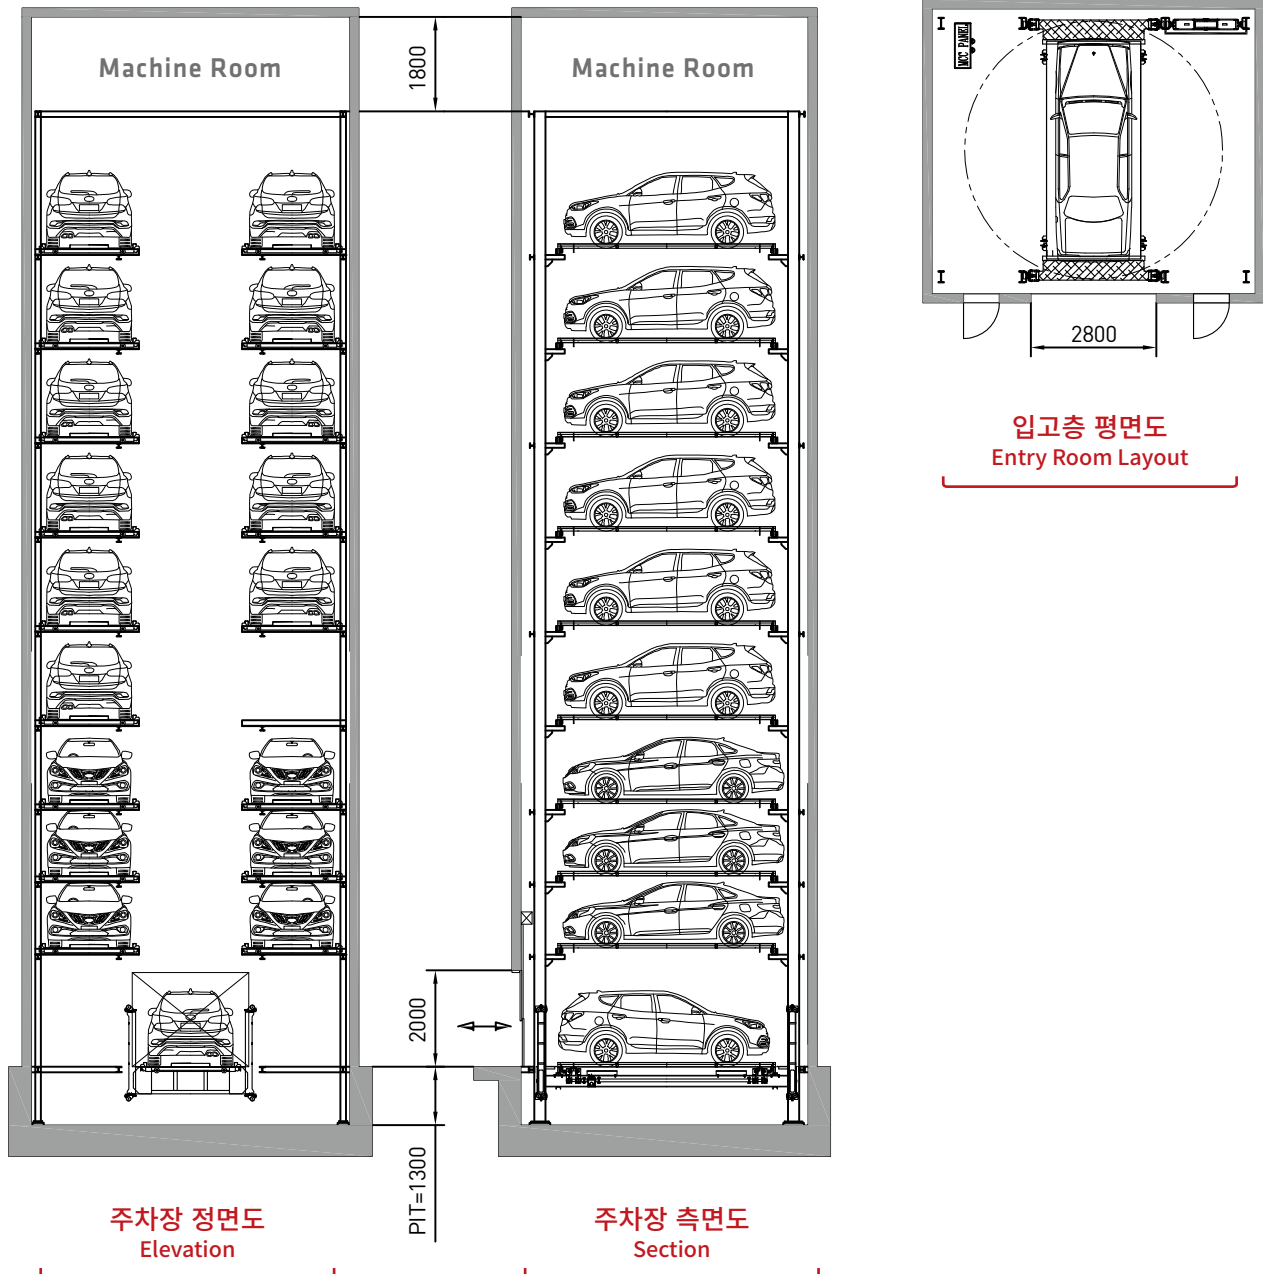 Machine Room
1800
Machine Room
MCC PANEL
2800
입고층 평면도
Entry Room Layout
2000
PIT=1300
주차장 정면도
Elevation
주차장 측면도
Section